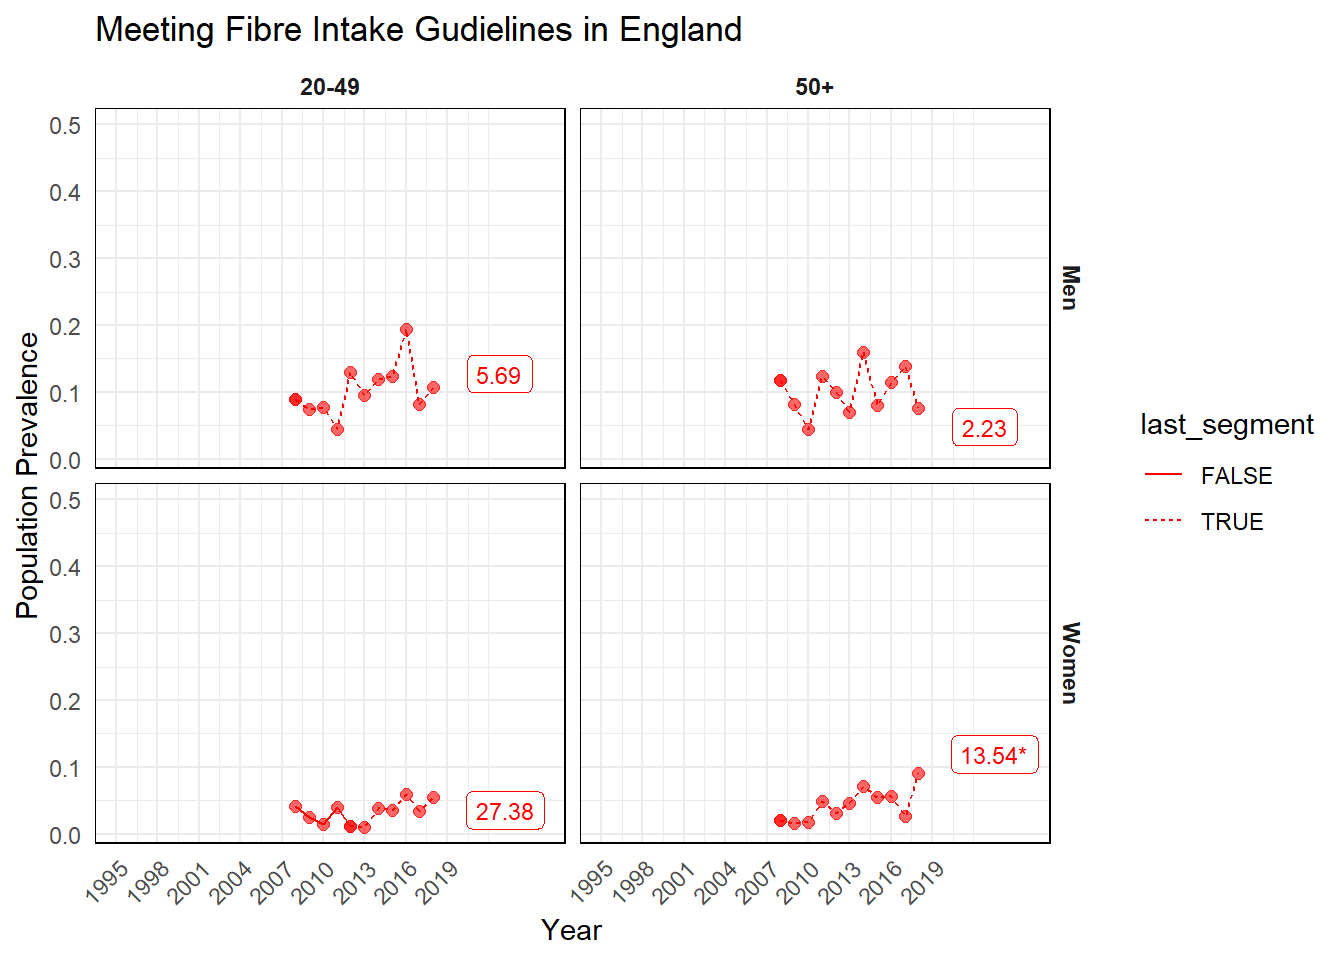 Meeting Fibre Intake Gudielines in England
20-49
50+
0.5
0.4
0.3
0.2
0.1
0.0
5.69
2.23
Men
0.5
0.4
0.3
0.2
0.1
0.0
27.38
13.54*
Women
Population Prevalence
1995 1998 2001 2004 2007 2010 2013 2016 2019
1995 1998 2001 2004 2007 2010 2013 2016 2019
Year
last_segment
FALSE
TRUE